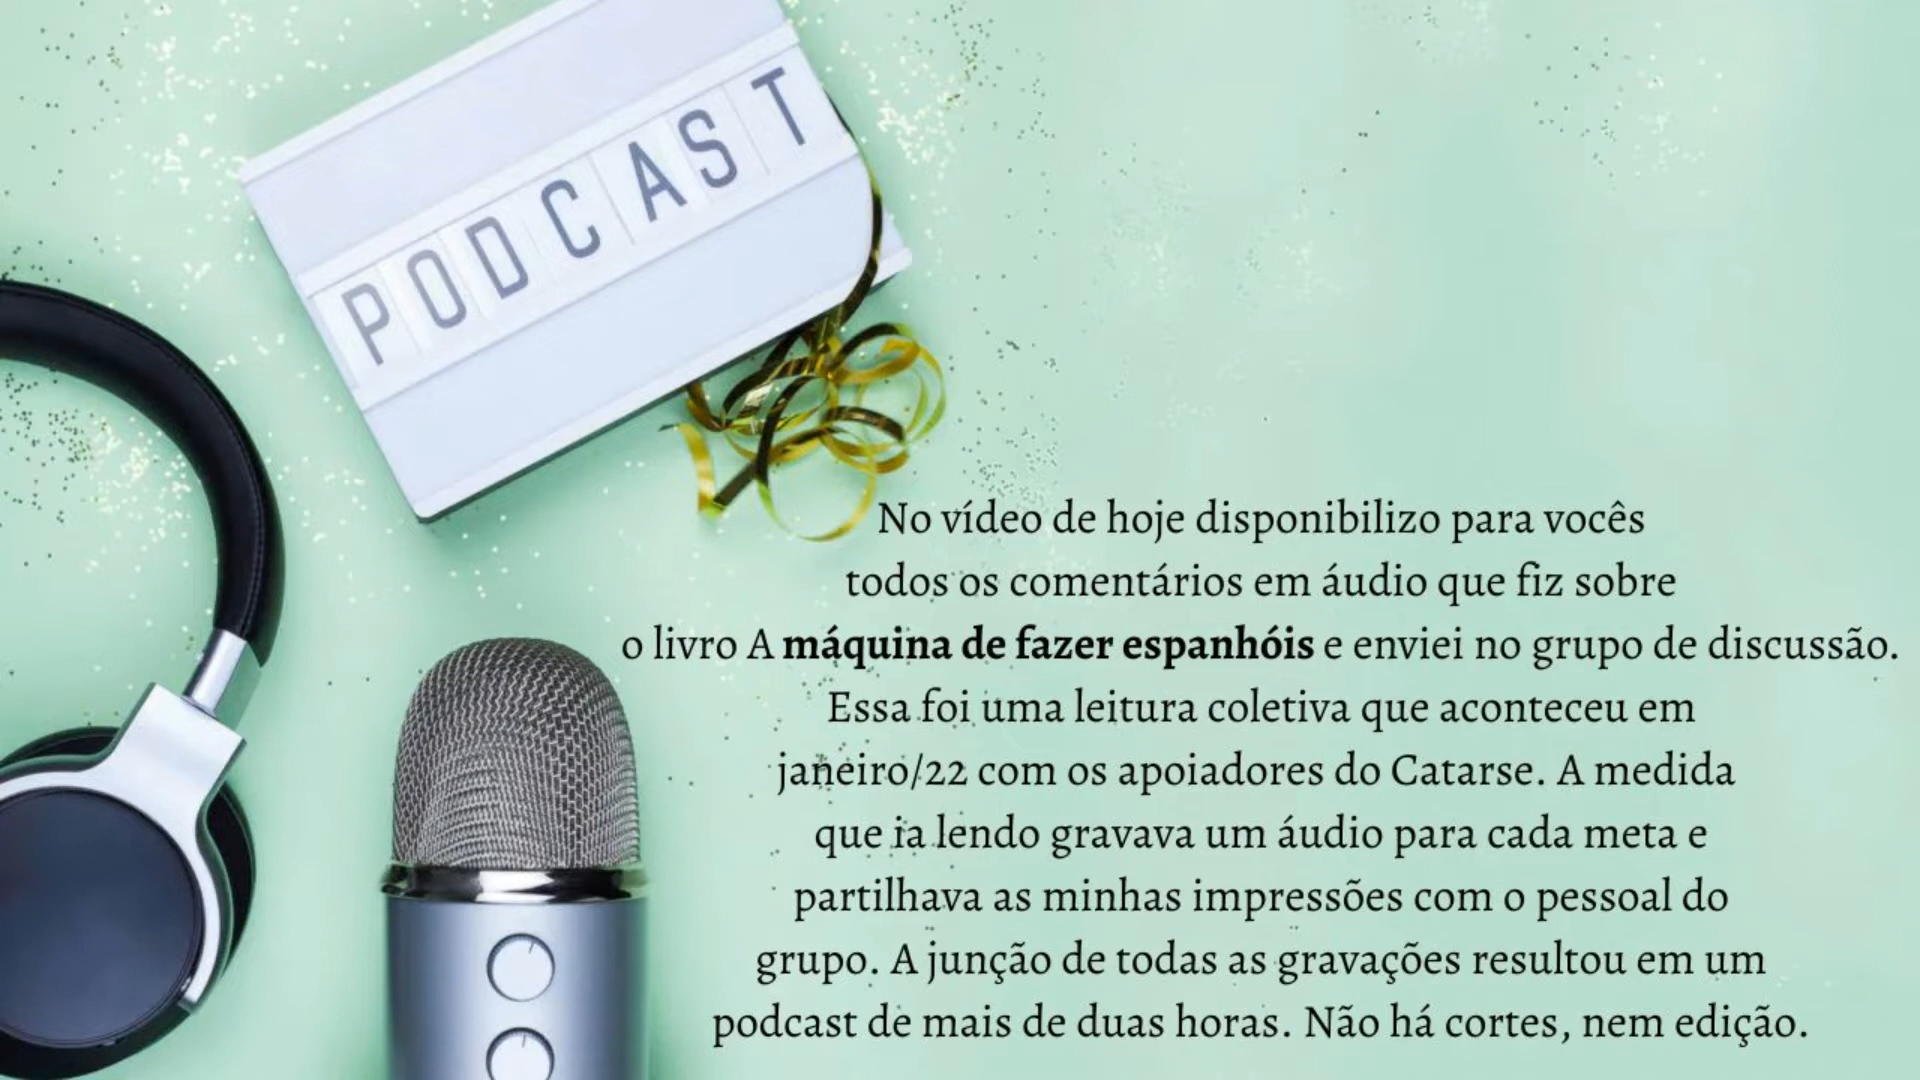 PODCAST
No vídeo de hoje disponibilizo para vocês
todos os comentários em áudio que fiz sobre
o livro A máquina de fazer espanhóis e enviei no grupo de discussão.
Essa foi uma leitura coletiva que aconteceu em
janeiro/22 com os apoiadores do Catarse. A medida
que ia lendo gravava um áudio para cada meta e
partilhava as minhas impressões com o pessoal do
grupo. A junção de todas as gravações resultou em um
podcast de mais de duas horas. Não há cortes, nem edição.